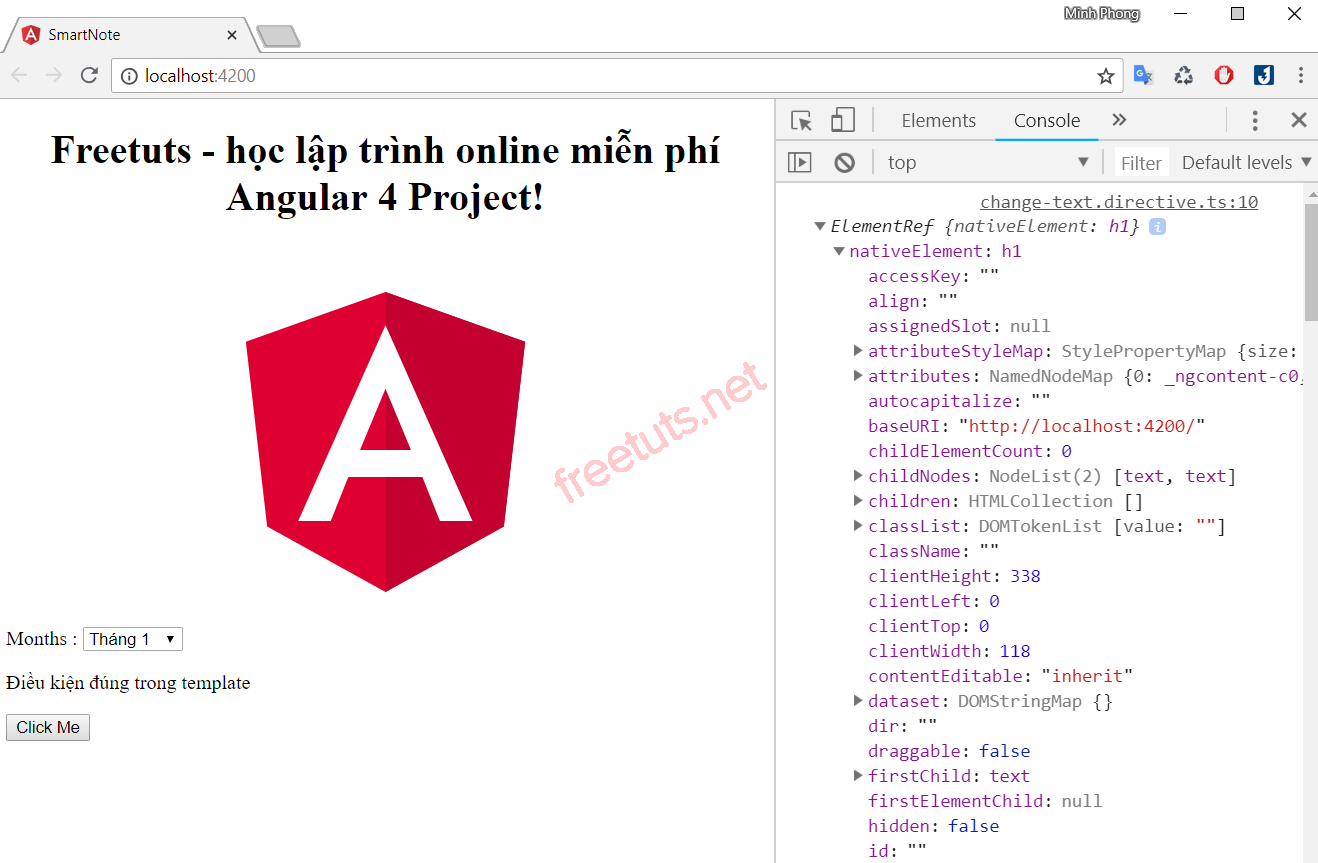 Minh Phong
SmartNote
localhost:4200
Freetuts - học lập trình online miễn phí
Angular 4 Project!
freetuts.net
Months : Tháng 1
Điều kiện đúng trong template
Click Me
Elements Console
top Filter Default levels
change-text.directive.ts:10
ElementRef {nativeElement: h1}
nativeElement: h1
accessKey: ""
align: ""
assignedSlot: null
attributeStyleMap: StylePropertyMap {size:
attributes: NamedNodeMap {0: _ngcontent-c0,
autocapitalize: ""
baseURI: "http://localhost:4200/"
childElementCount: 0
childNodes: NodeList(2) [text, text]
children: HTMLCollection []
classList: DOMTokenList [value: ""]
className: ""
clientHeight: 338
clientLeft: 0
clientTop: 0
clientWidth: 118
contentEditable: "inherit"
dataset: DOMStringMap {}
dir: ""
draggable: false
firstChild: text
firstElementChild: null
hidden: false
id: ""